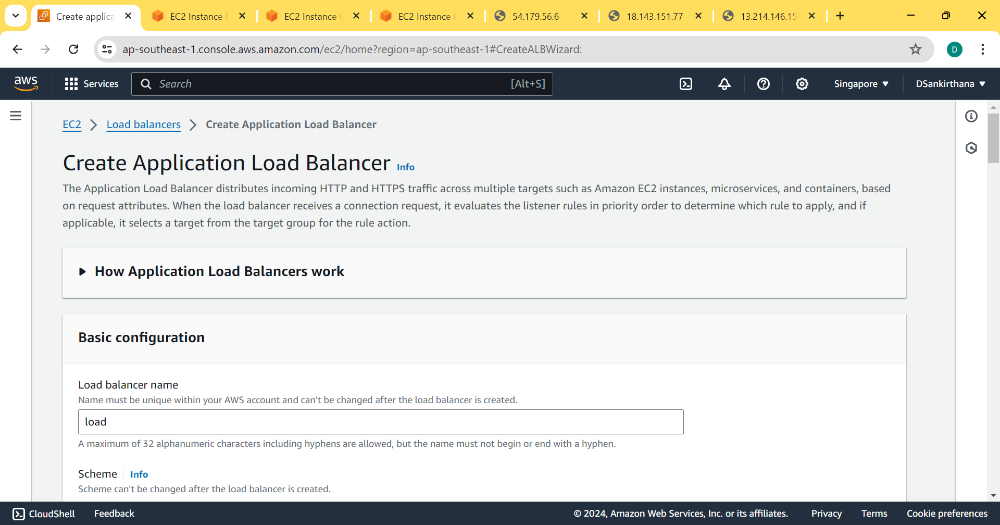 Create applica
EC2 Instance
EC2 Instance
EC2 Instance
54.179.56.6
18.143.151.77
13.214.146.15
ap-southeast-1.console.aws.amazon.com/ec2/home?region=ap-southeast-1#CreateALBWizard:
D
aws
Services
Search
[Alt+S]
Singapore
DSankirthana
EC2
Load balancers
Create Application Load Balancer
Create Application Load Balancer Info
The Application Load Balancer distributes incoming HTTP and HTTPS traffic across multiple targets such as Amazon EC2 instances, microservices, and containers, based
on request attributes. When the load balancer receives a connection request, it evaluates the listener rules in priority order to determine which rule to apply, and if
applicable, it selects a target from the target group for the rule action.
How Application Load Balancers work
Basic configuration
Load balancer name
Name must be unique within your AWS account and can't be changed after the load balancer is created.
load
A maximum of 32 alphanumeric characters including hyphens are allowed, but the name must not begin or end with a hyphen.
Scheme Info
Scheme can't be changed after the load balancer is created.
CloudShell
Feedback
© 2024, Amazon Web Services, Inc. or its affiliates.
Privacy
Terms
Cookie preferences